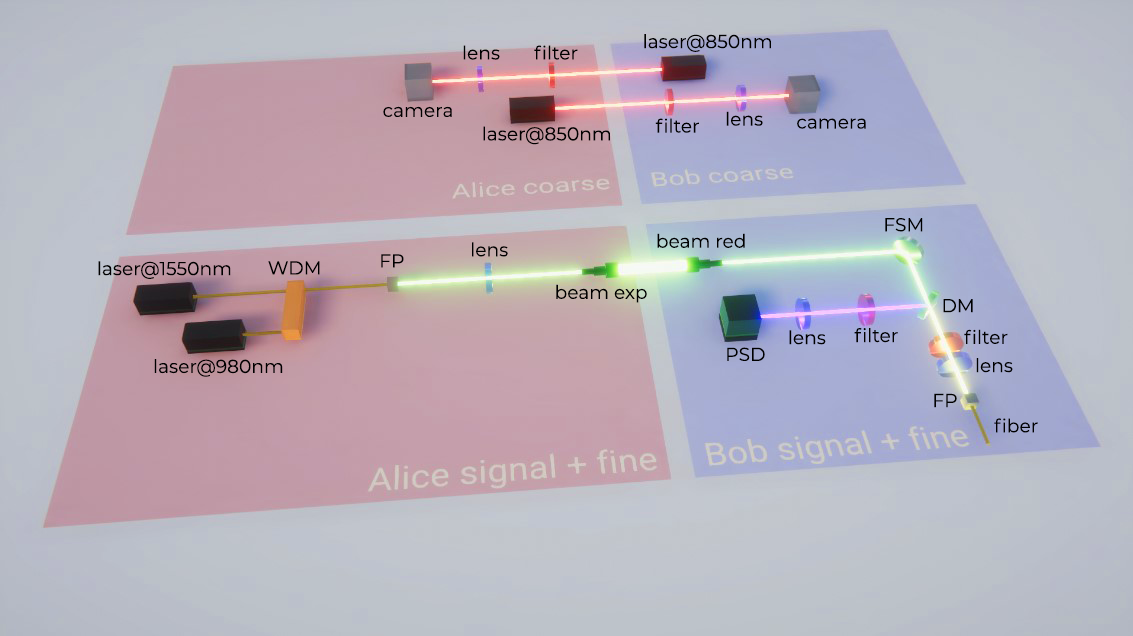 laser@850nm
lens
filter
camera
laser@850nm
filter
lens
camera
Alice coarse
Bob coarse
FSM
beam red
lens
FP
WDM
laser@1550nm
beam exp
DM
filter
lens
PSD
filter
lens
laser@980nm
FP
fiber
Alice signal + fine
Bob signal + fine